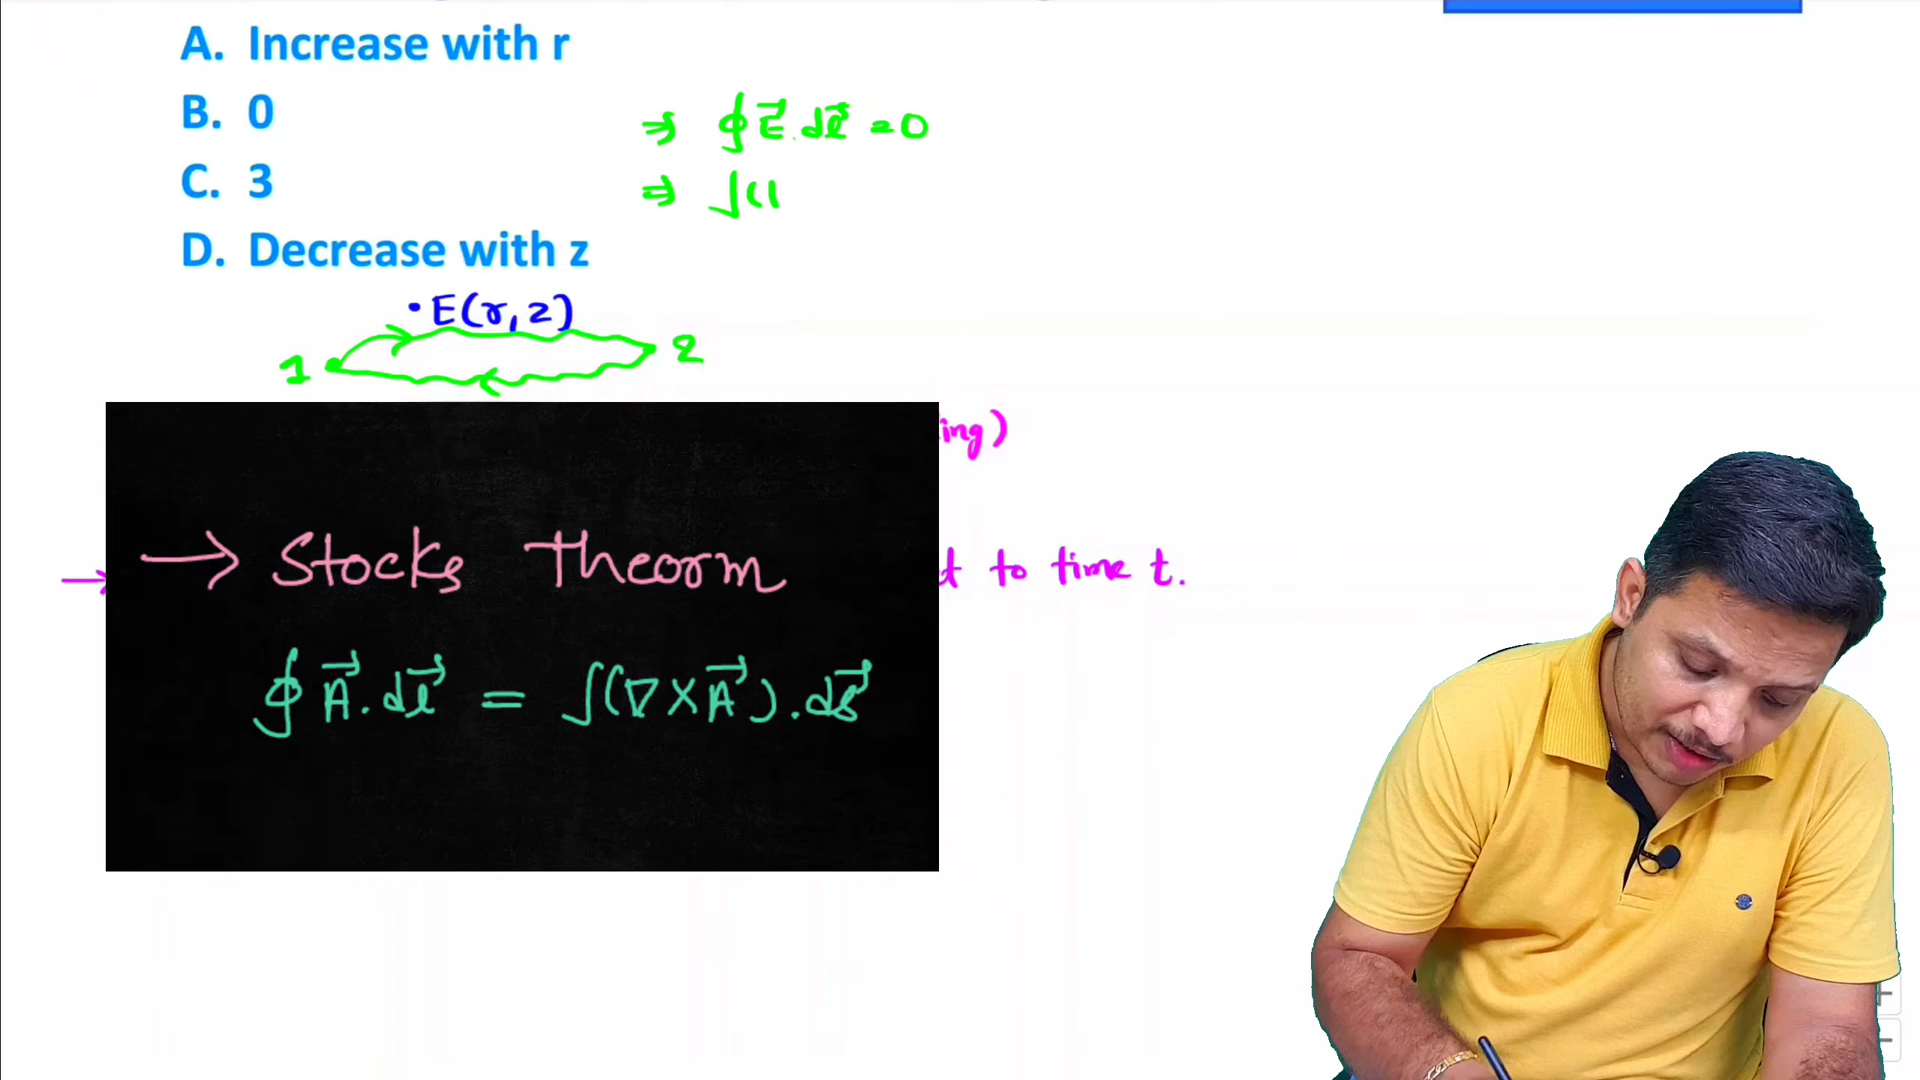 A. Increase with r
B. 0
C. 3
D. Decrease with z
⇒ ∮E⃗.dl⃗ = 0
⇒ ∫(
• E(r,z)
1
2
ing)
→ t to time t.
→ Stocks Theorm
∮ A⃗.dl⃗ = ∫(∇×A⃗).ds⃗